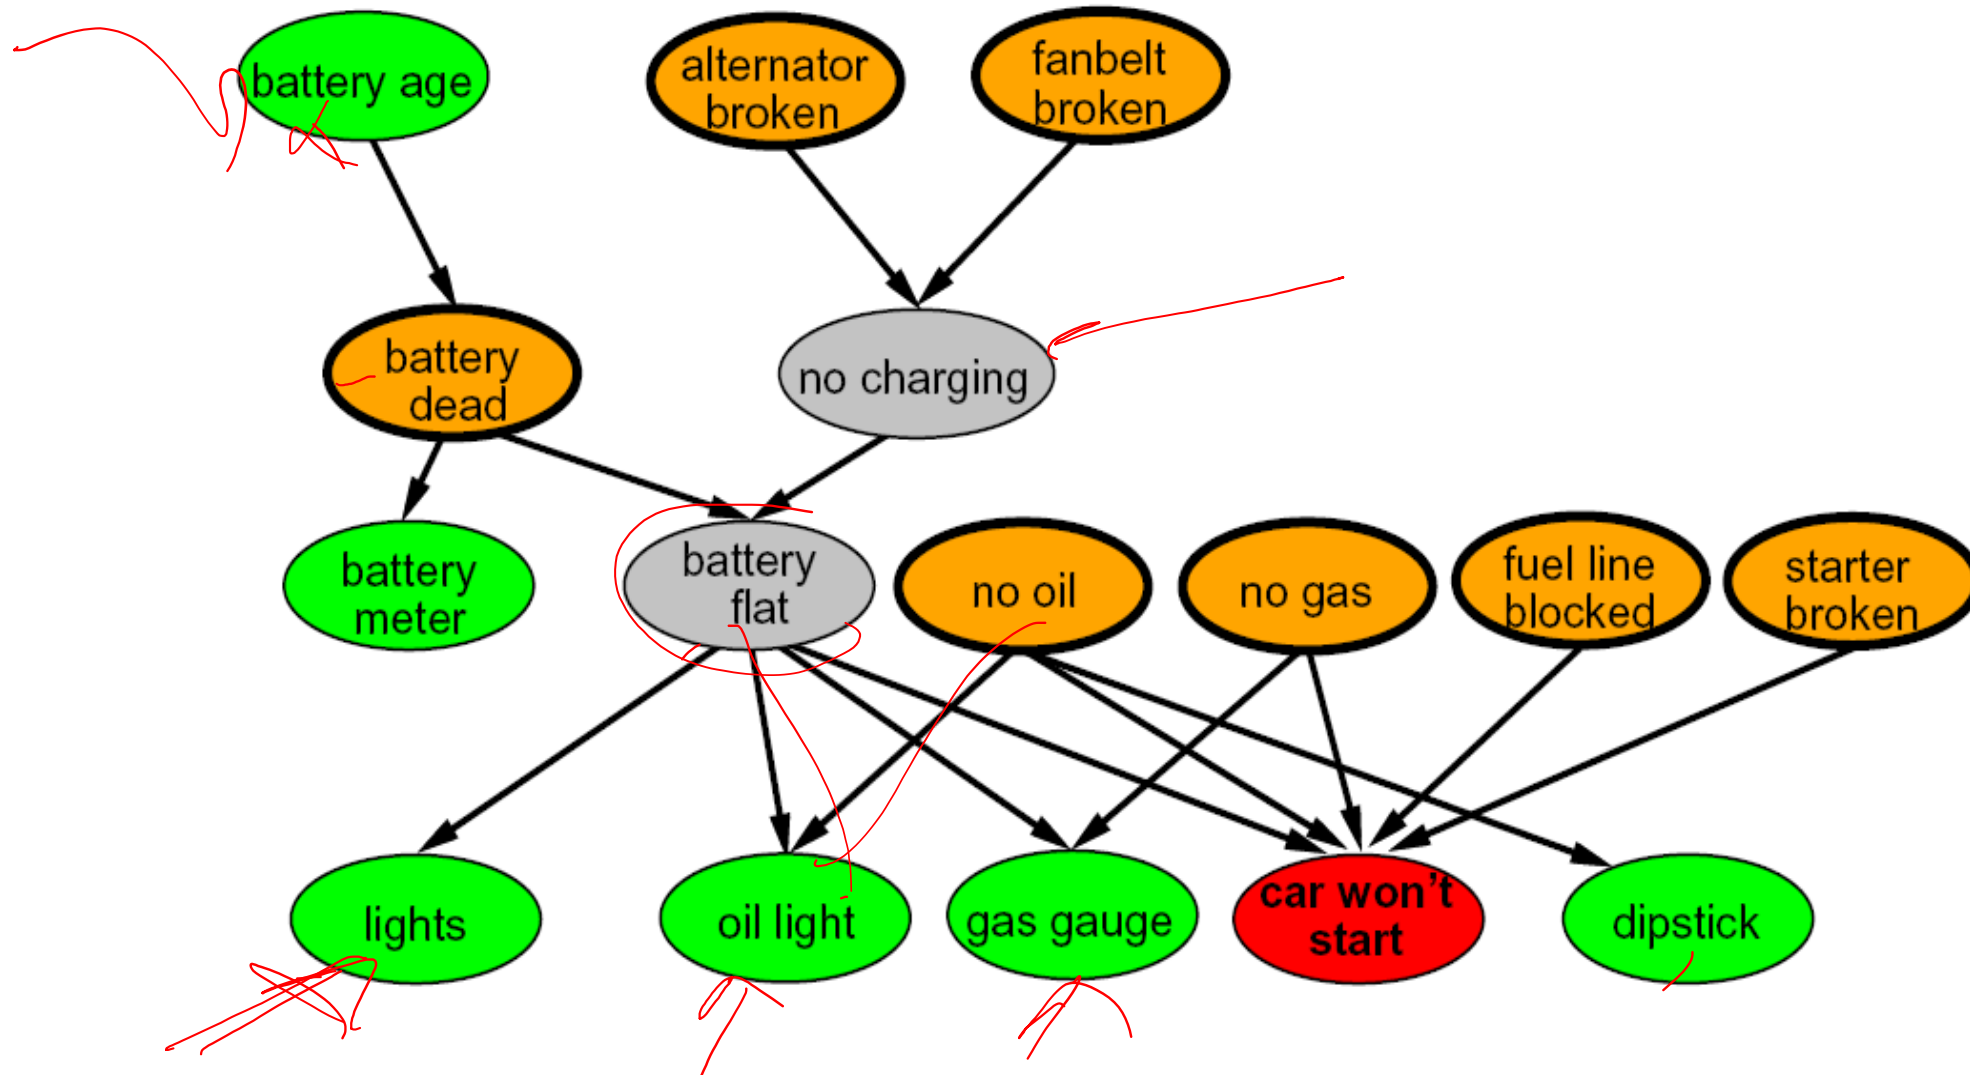 battery age
alternator
broken
fanbelt
broken
battery
dead
no charging
battery
meter
battery
flat
no oil
no gas
fuel line
blocked
starter
broken
lights
oil light
gas gauge
car won't
start
dipstick